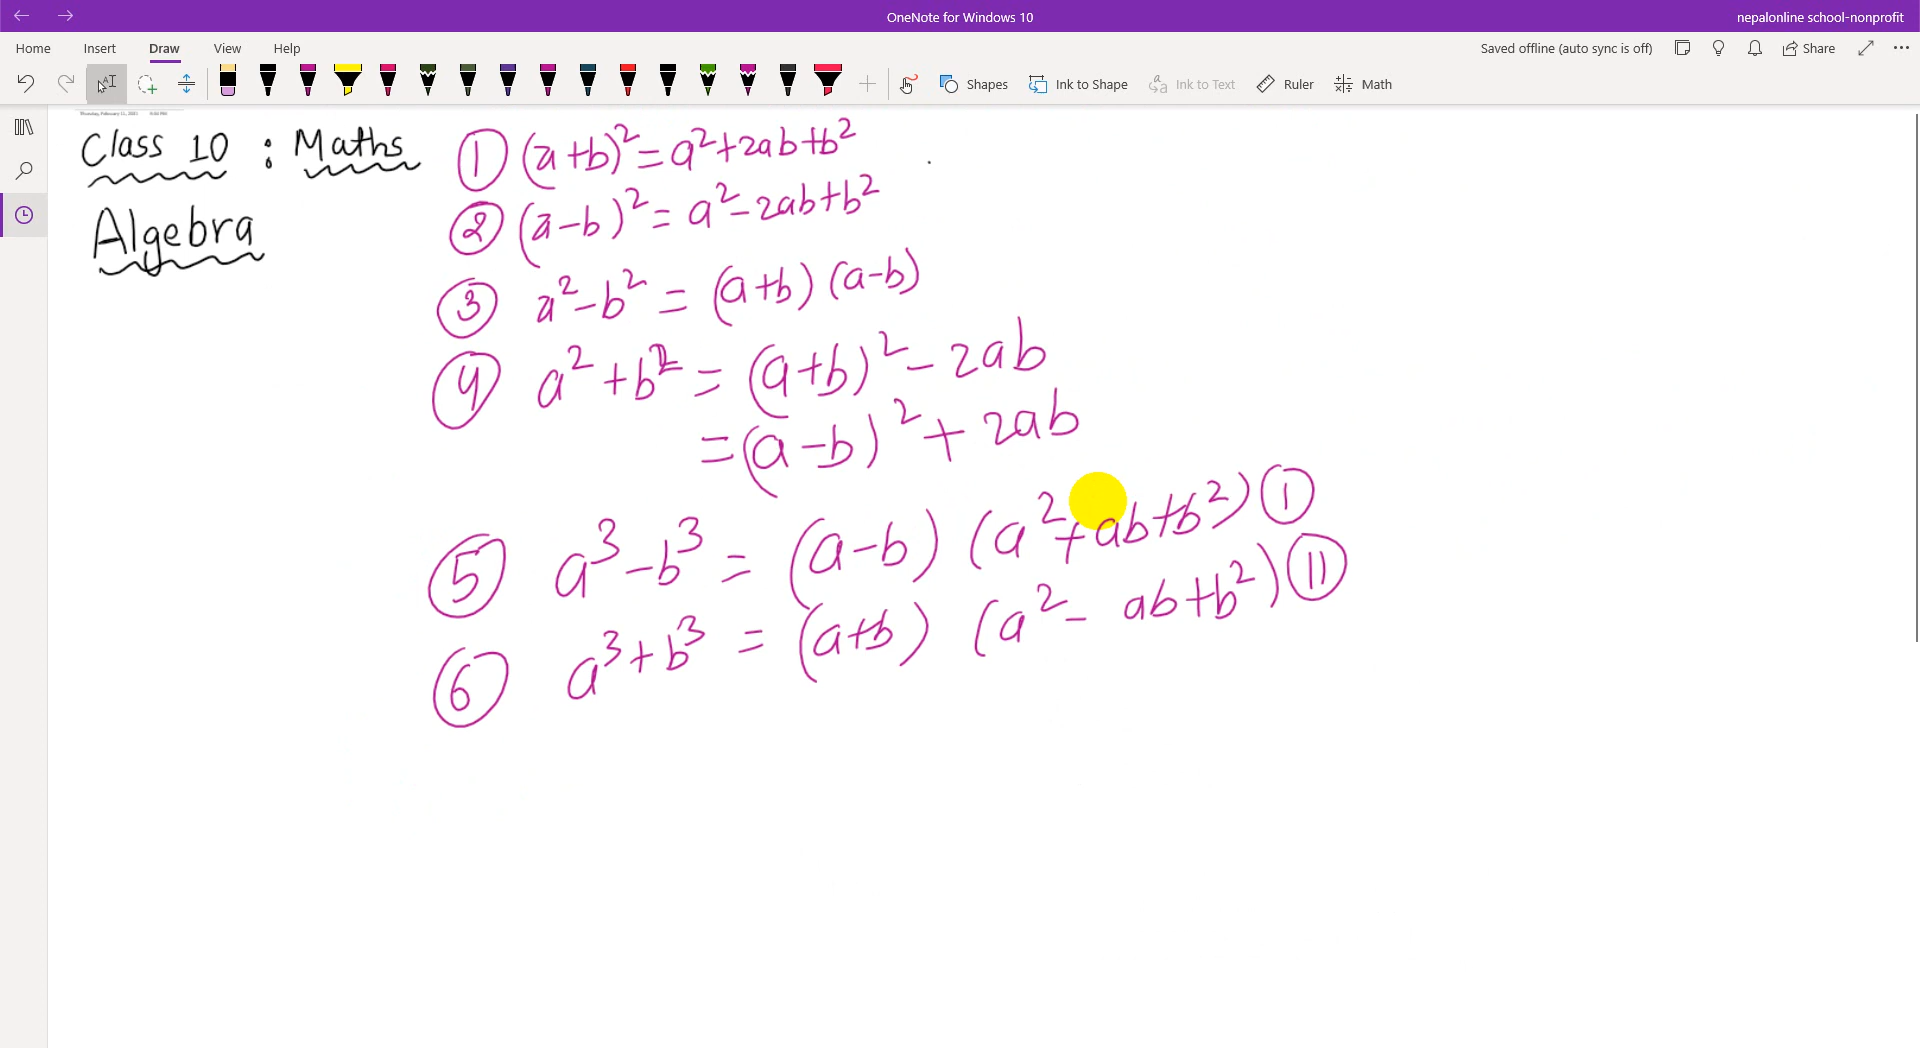 OneNote for Windows 10
nepalonline school-nonprofit
Home Insert Draw View Help
Saved offline (auto sync is off) Share
Shapes Ink to Shape Ink to Text Ruler Math
Class 10 : Maths
Algebra
① (a+b)²=a²+2ab+b²
② (a-b)²= a²-2ab+b²
③ a²-b² = (a+b) (a-b)
④ a²+b² = (a+b)²- 2ab
=(a-b)²+ 2ab
⑤ a³-b³ = (a-b) (a²+ab+b²) Ⓘ
⑥ a³+b³ = (a+b) (a²- ab+b²) II